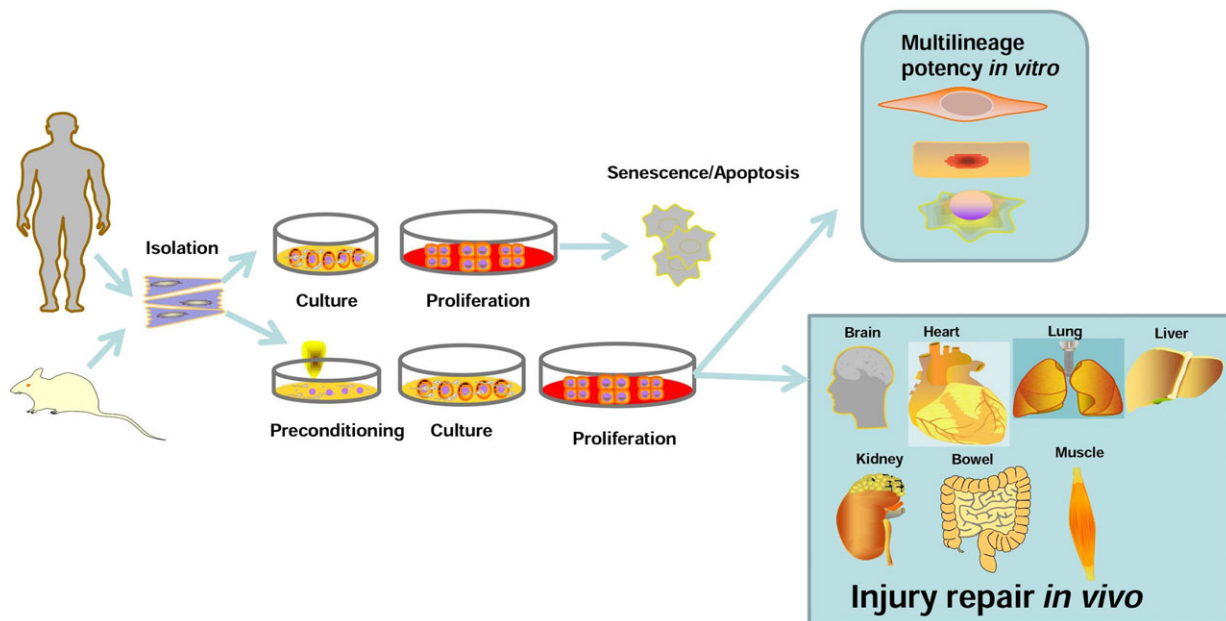 Multilineage
potency in vitro
Senescence/Apoptosis
Isolation
Culture
Proliferation
Preconditioning
Culture
Proliferation
Brain
Heart
Lung
Liver
Kidney
Bowel
Muscle
Injury repair in vivo